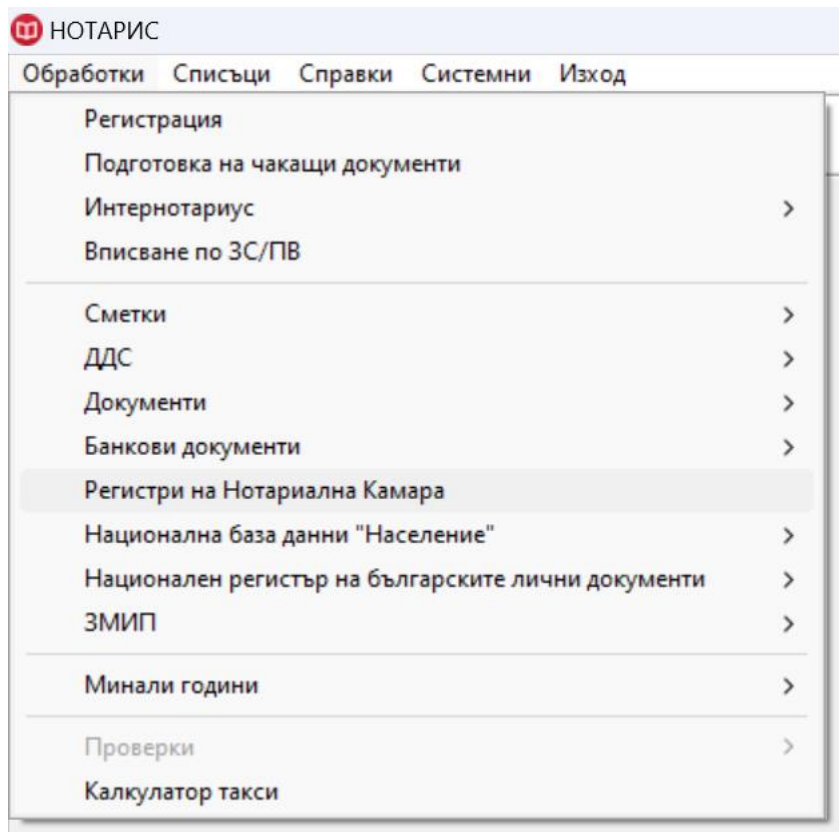 НОТАРИС
Обработки Списъци Справки Системни Изход
Регистрация
Подготовка на чакащи документи
Интернотариус
Вписване по ЗС/ПВ
Сметки
ДДС
Документи
Банкови документи
Регистри на Нотариална Камара
Национална база данни "Население"
Национален регистър на българските лични документи
ЗМИП
Минали години
Проверки
Калкулатор такси